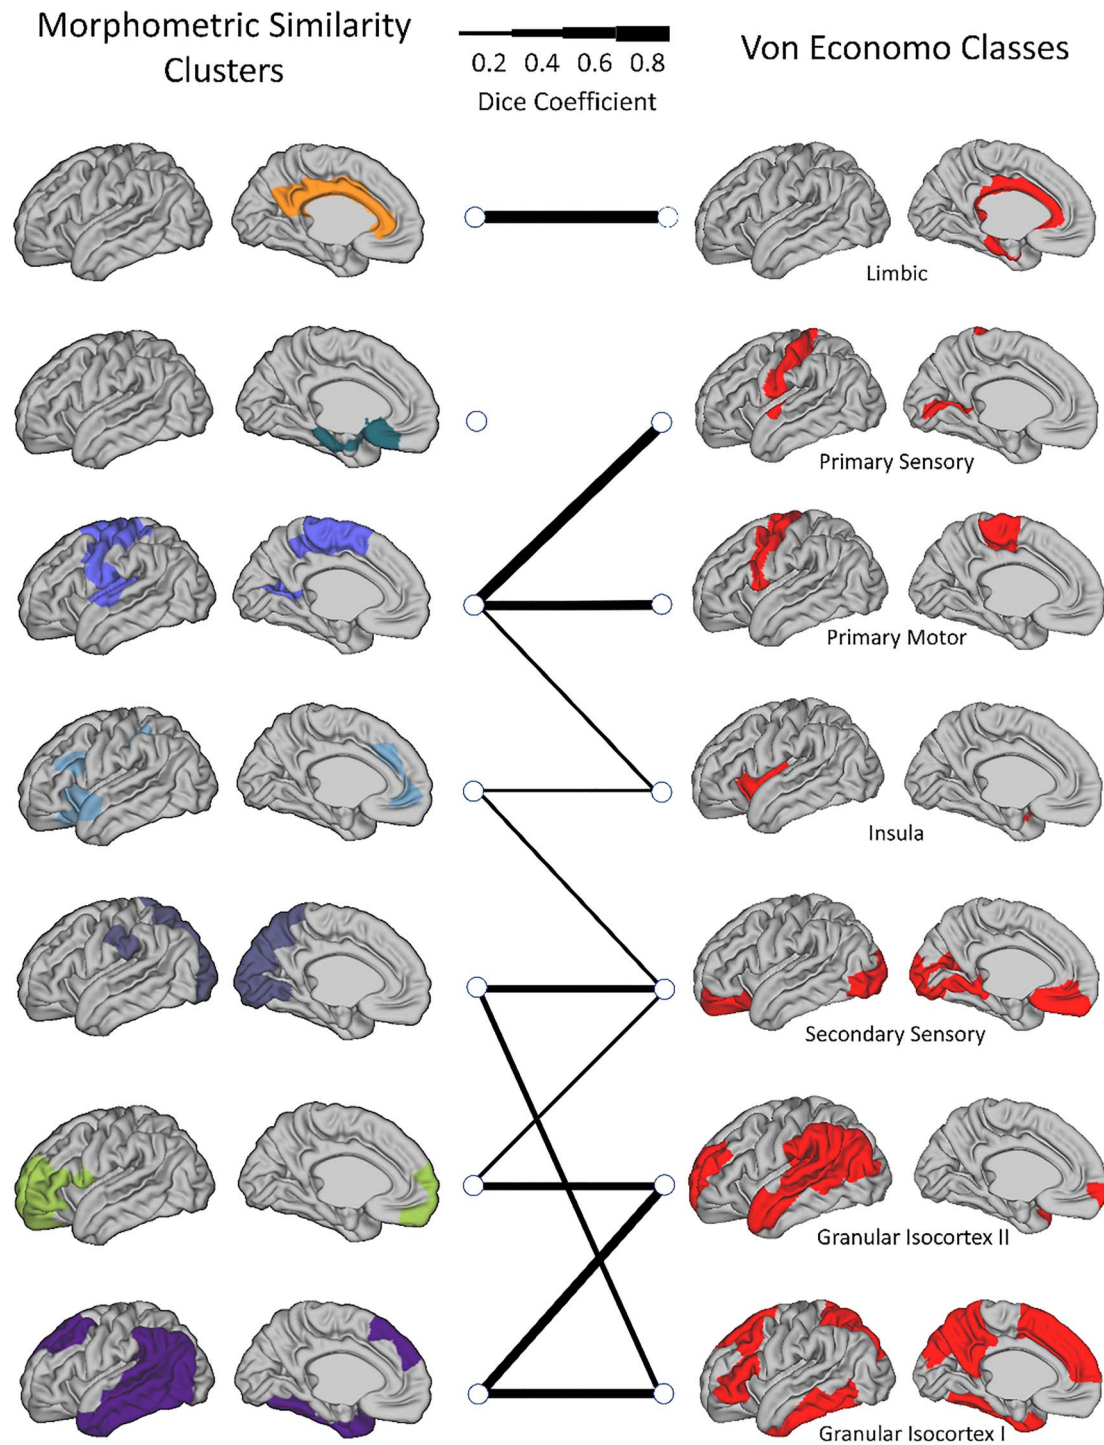 Morphometric Similarity
Clusters
0.2 0.4 0.6 0.8
Dice Coefficient
Von Economo Classes
Limbic
Primary Sensory
Primary Motor
Insula
Secondary Sensory
Granular Isocortex II
Granular Isocortex I